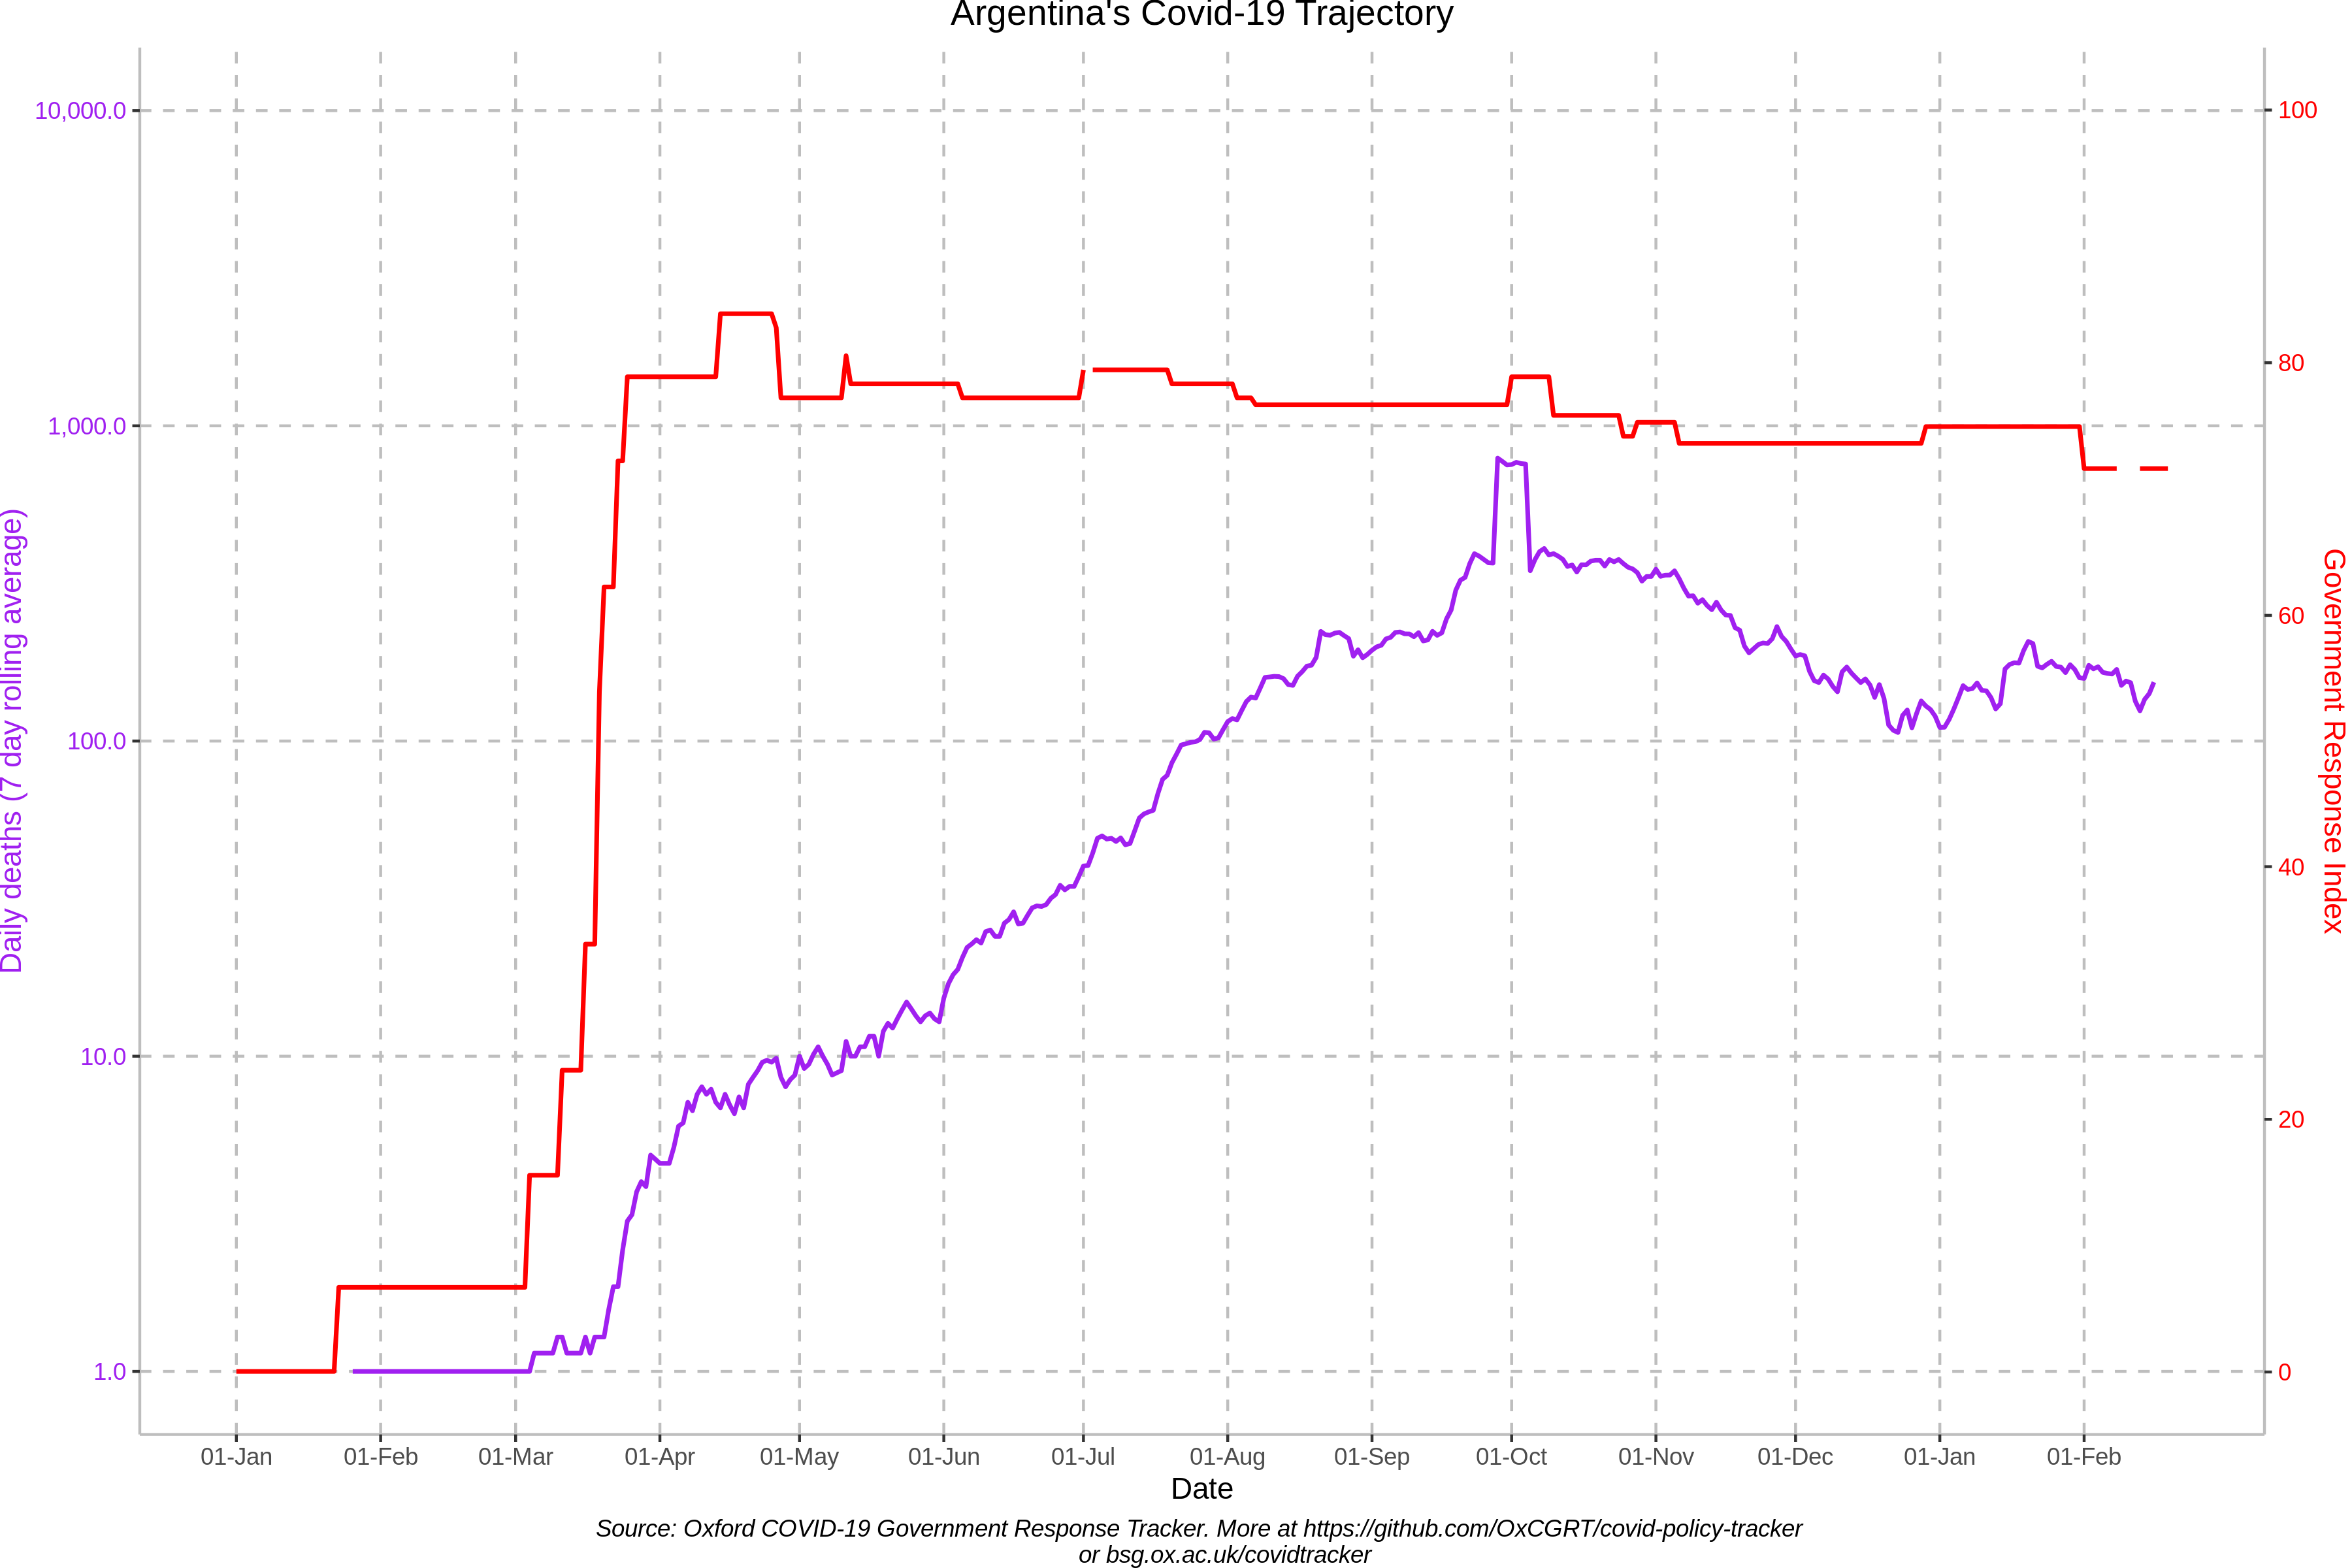 Argentina's Covid-19 Trajectory
10,000.0
1,000.0
100.0
10.0
1.0
Daily deaths (7 day rolling average)
100
80
60
40
20
0
Government Response Index
01-Jan 01-Feb 01-Mar 01-Apr 01-May 01-Jun 01-Jul 01-Aug 01-Sep 01-Oct 01-Nov 01-Dec 01-Jan 01-Feb
Date
Source: Oxford COVID-19 Government Response Tracker. More at https://github.com/OxCGRT/covid-policy-tracker
or bsg.ox.ac.uk/covidtracker